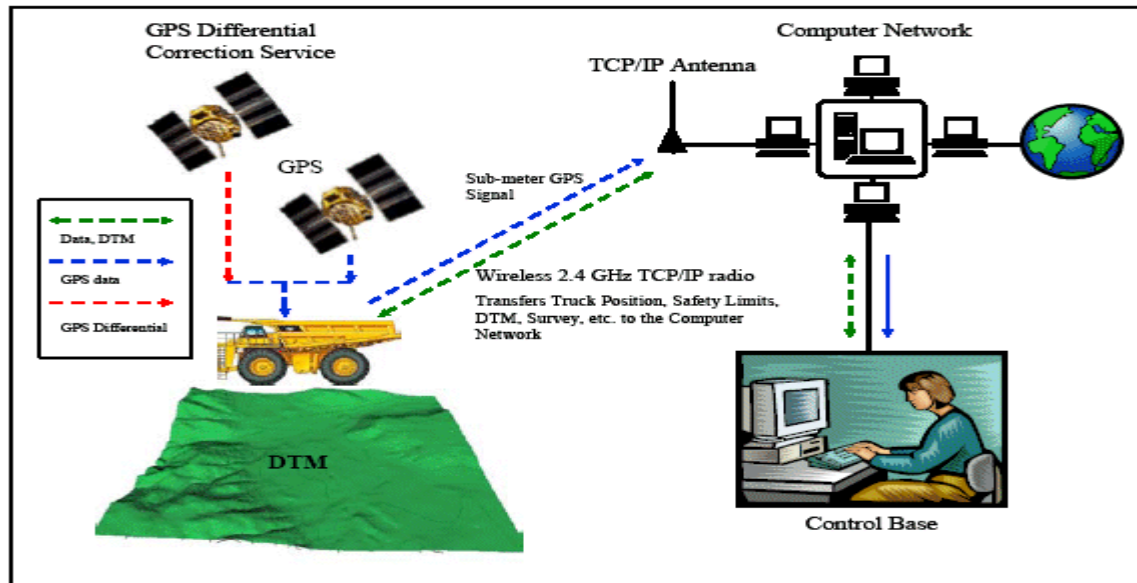 GPS Differential
Correction Service
Computer Network
TCP/IP Antenna
GPS
Sub-meter GPS
Signal
Data, DTM
GPS data
GPS Differential
Wireless 2.4 GHz TCP/IP radio
Transfers Truck Position, Safety Limits,
DTM, Survey, etc. to the Computer
Network
DTM
Control Base